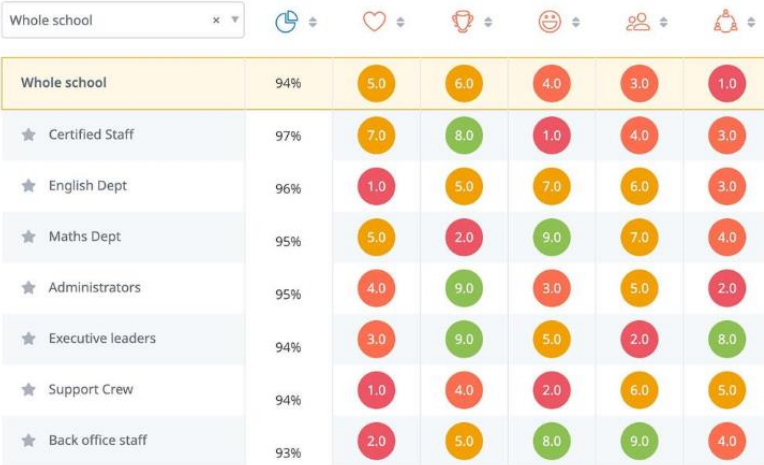 Whole school ×
Whole school 94% 5.0 6.0 4.0 3.0 1.0
Certified Staff 97% 7.0 8.0 1.0 4.0 3.0
English Dept 96% 1.0 5.0 7.0 6.0 3.0
Maths Dept 95% 5.0 2.0 9.0 7.0 4.0
Administrators 95% 4.0 9.0 3.0 5.0 2.0
Executive leaders 94% 3.0 9.0 5.0 2.0 8.0
Support Crew 94% 1.0 4.0 2.0 6.0 5.0
Back office staff 93% 2.0 5.0 8.0 9.0 4.0